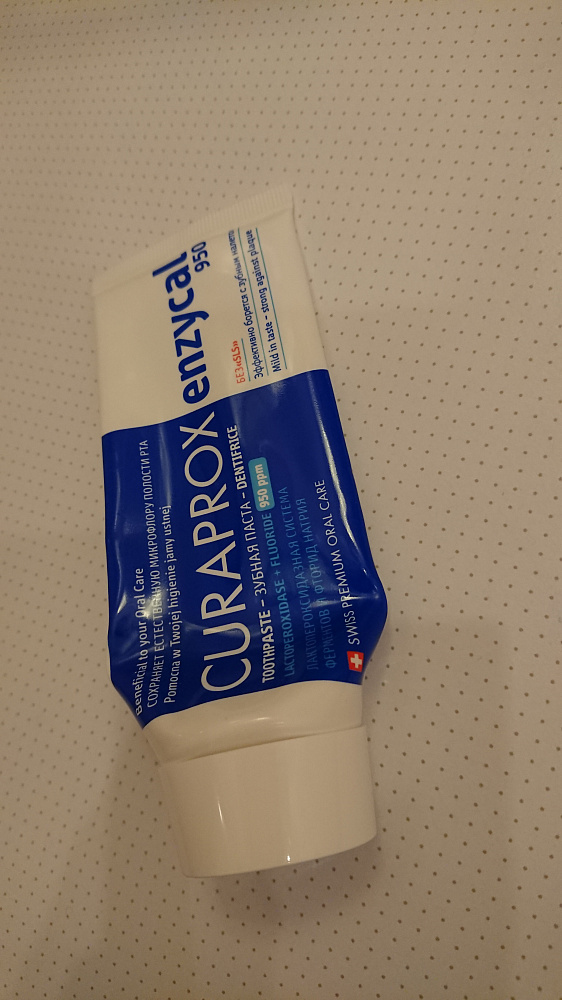 Beneficial to your Oral Care
СОХРАНЯЕТ ЕСТЕСТВЕННУЮ МИКРОФЛОРУ ПОЛОСТИ РТА
Pomocna w Twojej higienie jamy ustnej
CURAPROX enzycal
950
TOOTHPASTE – ЗУБНАЯ ПАСТА – DENTIFRICE
LACTOPEROXIDASE + FLUORIDE 950 ppm
ЛАКТОПЕРОКСИДАЗНАЯ СИСТЕМА
ФЕРМЕНТОВ И ФТОРИД НАТРИЯ
SWISS PREMIUM ORAL CARE
БЕЗ «SLS»
Эффективно борется с зубным налетом
Mild in taste – strong against plaque